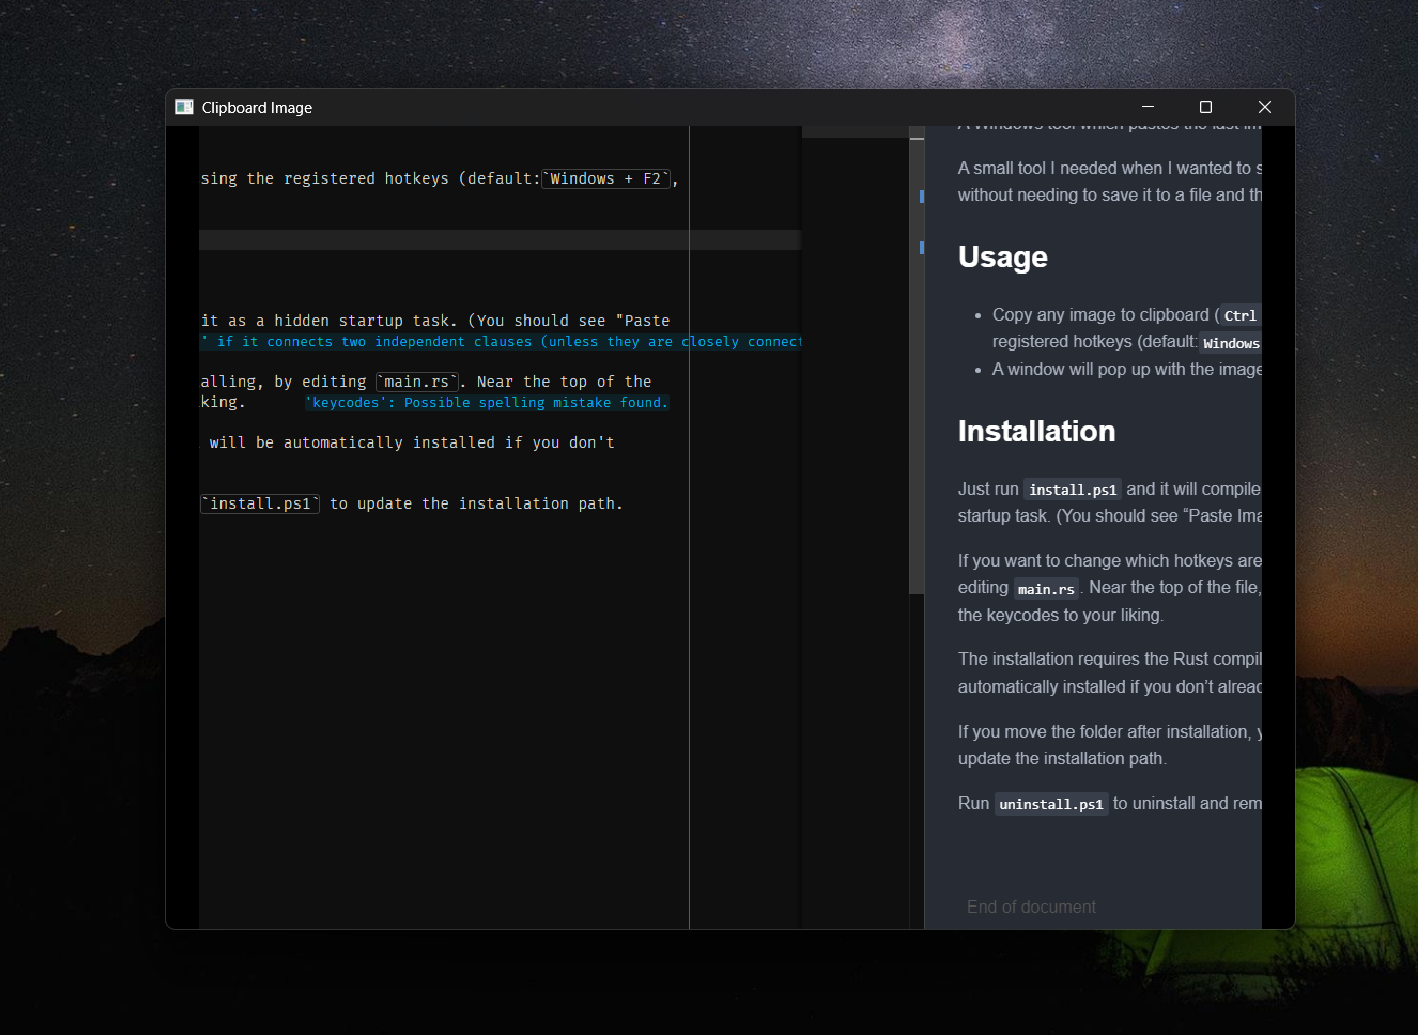 Clipboard Image
sing the registered hotkeys (default:`Windows + F2`,
it as a hidden startup task. (You should see "Paste
" if it connects two independent clauses (unless they are closely connect
alling, by editing `main.rs`. Near the top of the
king. 'keycodes': Possible spelling mistake found.
will be automatically installed if you don't
`install.ps1` to update the installation path.
A Windows tool which pastes the last im
A small tool I needed when I wanted to s
without needing to save it to a file and th
Usage
• Copy any image to clipboard (Ctrl
registered hotkeys (default: Windows
• A window will pop up with the image
Installation
Just run install.ps1 and it will compile
startup task. (You should see “Paste Ima
If you want to change which hotkeys are
editing main.rs. Near the top of the file,
the keycodes to your liking.
The installation requires the Rust compil
automatically installed if you don’t alread
If you move the folder after installation, y
update the installation path.
Run uninstall.ps1 to uninstall and rem
End of document